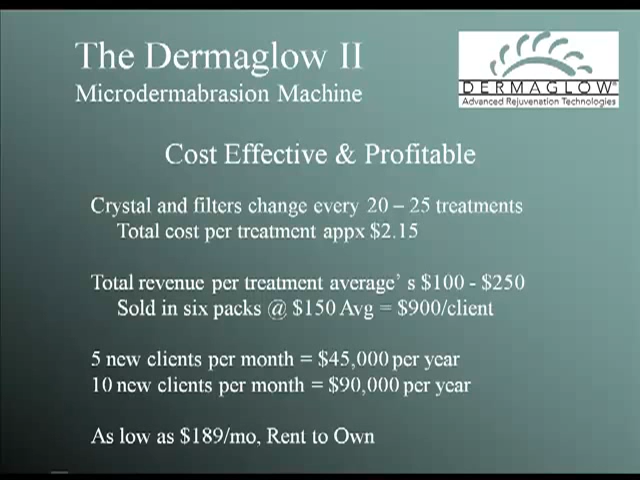 The Dermaglow II
Microdermabrasion Machine
DERMAGLOW®
Advanced Rejuvenation Technologies
Cost Effective & Profitable
Crystal and filters change every 20 – 25 treatments
Total cost per treatment appx $2.15
Total revenue per treatment average’ s $100 - $250
Sold in six packs @ $150 Avg = $900/client
5 new clients per month = $45,000 per year
10 new clients per month = $90,000 per year
As low as $189/mo, Rent to Own